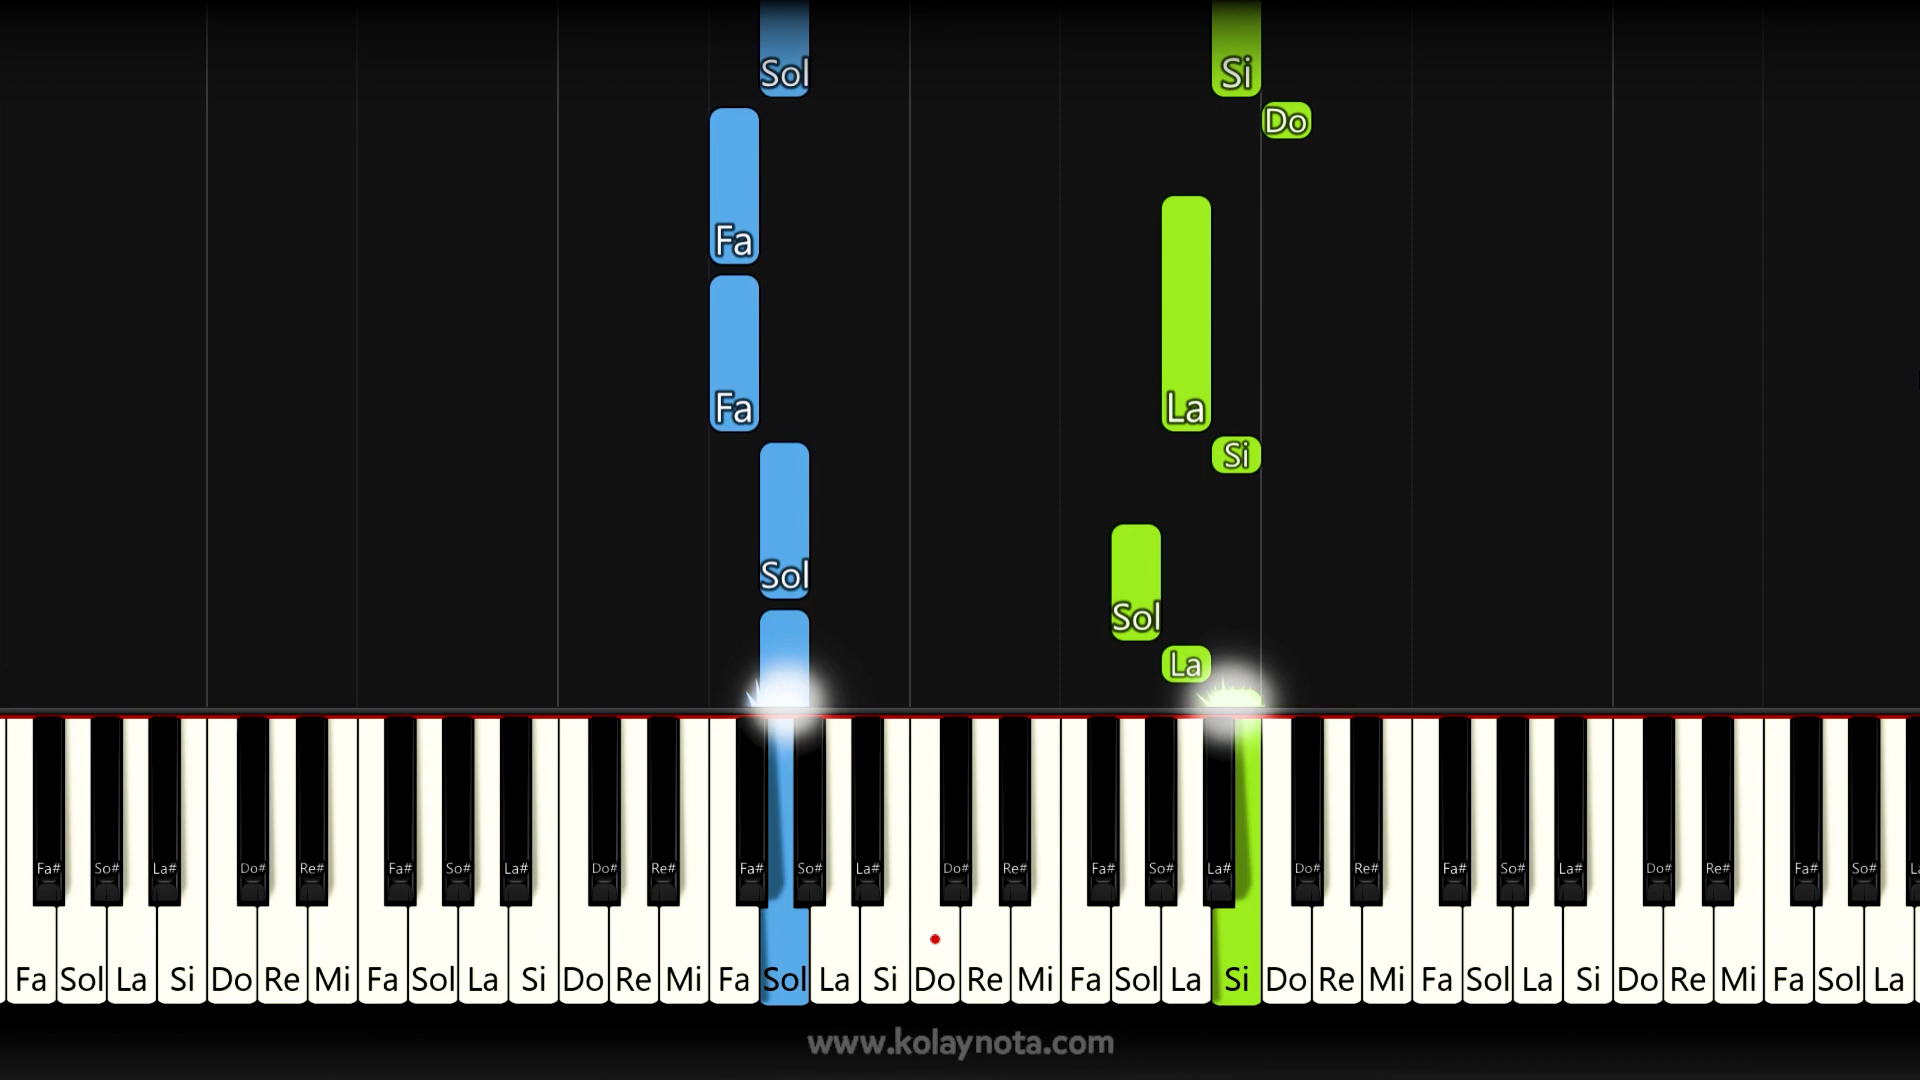 Sol Si
Do
Fa
Fa La
Si
Sol
Sol
La
Fa# So# La# Do# Re# Fa# So# La# Do# Re# Fa# So# La# Do# Re# Fa# So# La# Do# Re# Fa# So# La# Do# Re# Fa# So#
Fa Sol La Si Do Re Mi Fa Sol La Si Do Re Mi Fa Sol La Si Do Re Mi Fa Sol La Si Do Re Mi Fa Sol La Si Do Re Mi Fa Sol La
www.kolaynota.com